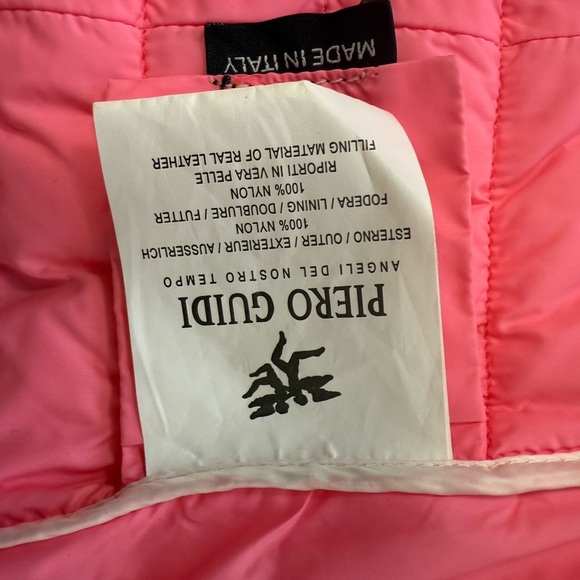 PIERO GUIDI
ANGELI DEL NOSTRO TEMPO
ESTERNO / OUTER / EXTERIEUR / AUSSERLICH
100% NYLON
FODERA / LINING / DOUBLURE / FUTTER
100% NYLON
RIPORTI IN VERA PELLE
FILLING MATERIAL OF REAL LEATHER
MADE IN ITALY